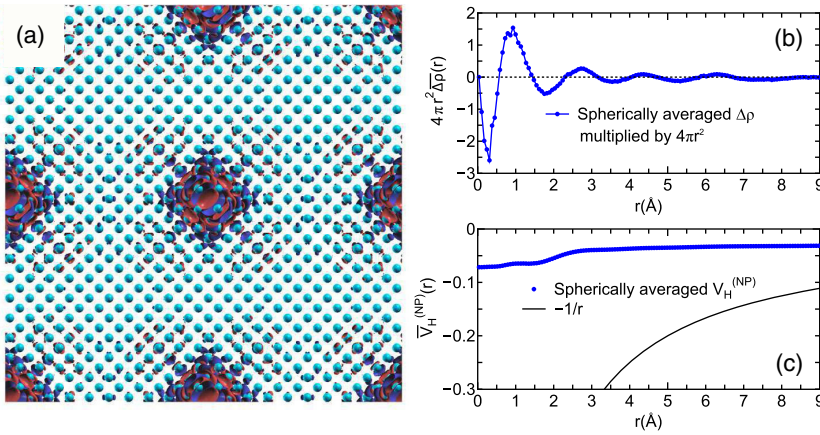 (a)
(b)
2
1
0
-1
-2
-3
4πr² Δρ(r)
Spherically averaged Δρ
multiplied by 4πr²
0 1 2 3 4 5 6 7 8 9
r(Å)
0
-0.1
-0.2
-0.3
V_H^(NP)(r)
Spherically averaged V_H^(NP)
−1/r
(c)
0 1 2 3 4 5 6 7 8 9
r(Å)